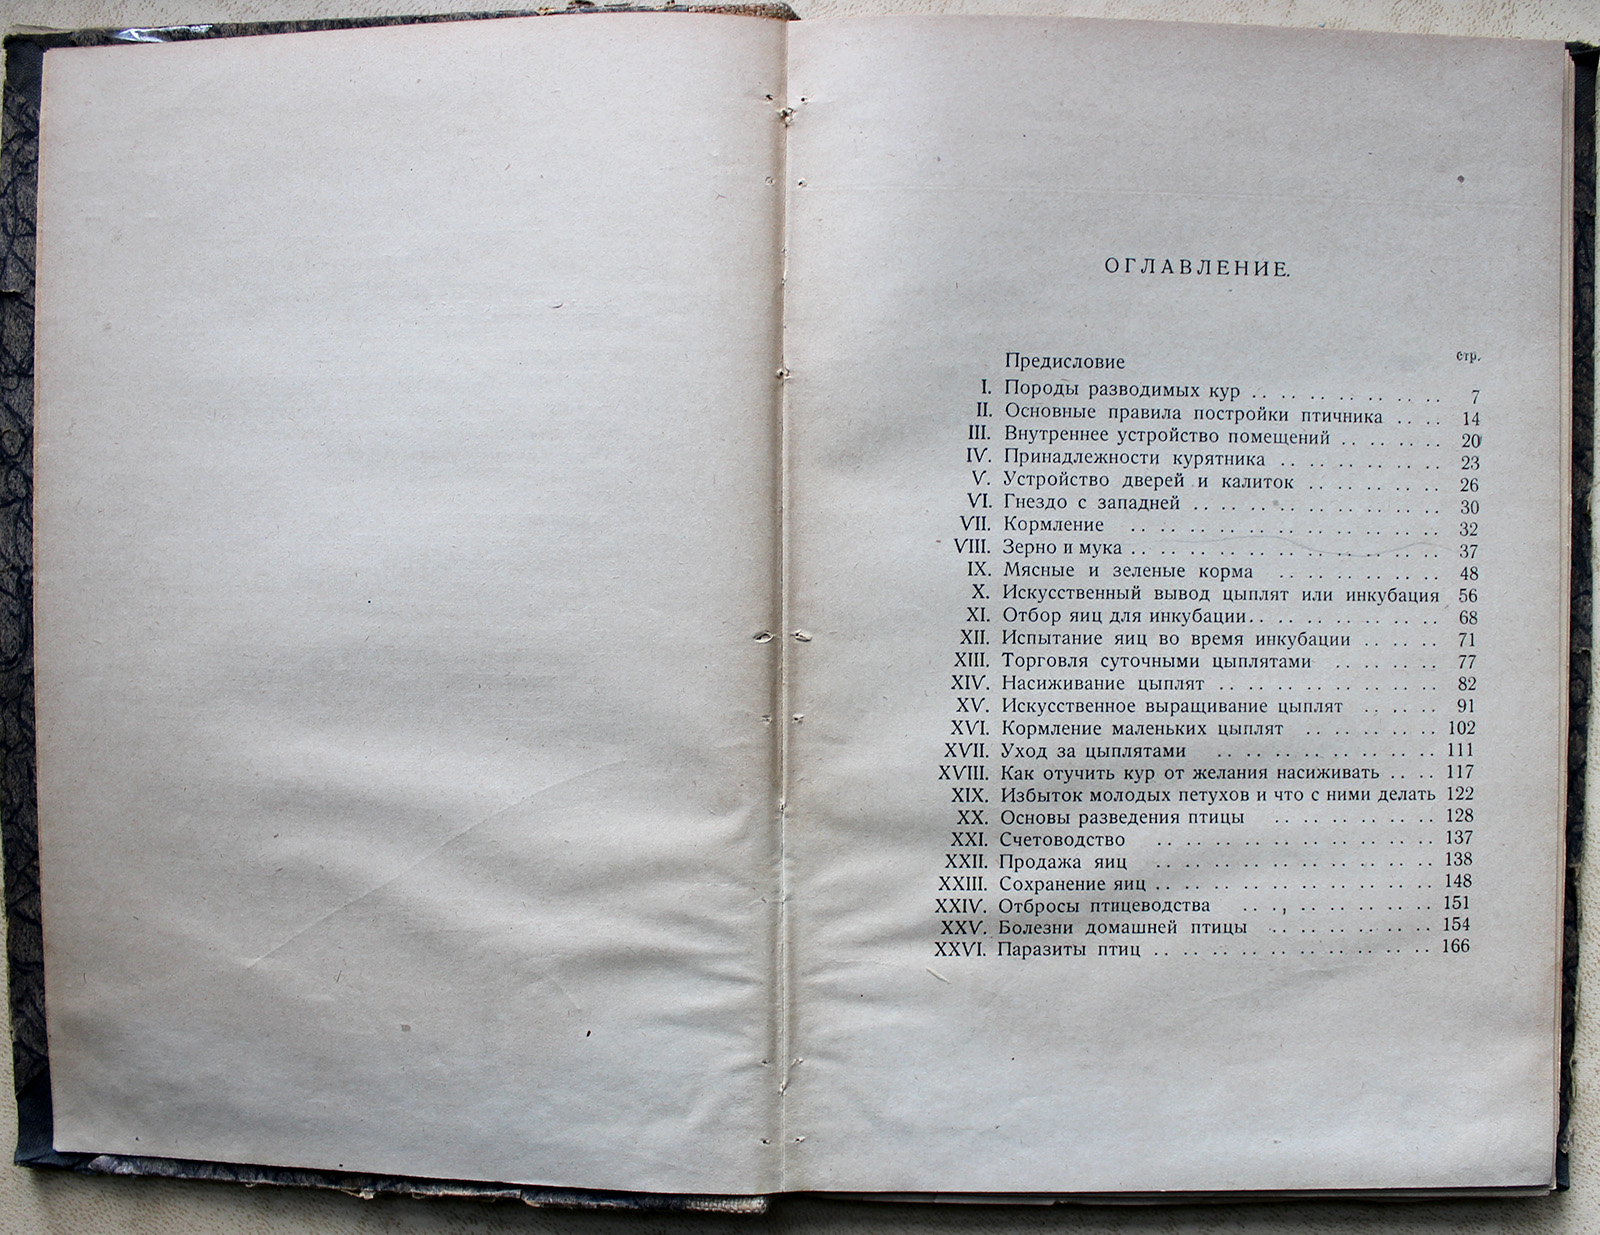 ОГЛАВЛЕНИЕ.
Предисловие стр.
I. Породы разводимых кур . . . . . . . . . . . . . 7
II. Основные правила постройки птичника . . . . 14
III. Внутреннее устройство помещений . . . . . . . 20
IV. Принадлежности курятника . . . . . . . . . . . 23
V. Устройство дверей и калиток . . . . . . . . . 26
VI. Гнездо с западней . . . . . . . . . . . . . . . . . 30
VII. Кормление . . . . . . . . . . . . . . . . . . . . . 32
VIII. Зерно и мука . . . . . . . . . . . . . . . . . . . . . 37
IX. Мясные и зеленые корма . . . . . . . . . . . 48
X. Искусственный вывод цыплят или инкубация 56
XI. Отбор яиц для инкубации . . . . . . . . . . . . . 68
XII. Испытание яиц во время инкубации . . . . . . 71
XIII. Торговля суточными цыплятами . . . . . . . 77
XIV. Насиживание цыплят . . . . . . . . . . . . . . . 82
XV. Искусственное выращивание цыплят . . . . . 91
XVI. Кормление маленьких цыплят . . . . . . . . . 102
XVII. Уход за цыплятами . . . . . . . . . . . . . . . 111
XVIII. Как отучить кур от желания насиживать . . . . 117
XIX. Избыток молодых петухов и что с ними делать 122
XX. Основы разведения птицы . . . . . . . . . . . 128
XXI. Счетоводство . . . . . . . . . . . . . . . . . . . 137
XXII. Продажа яиц . . . . . . . . . . . . . . . . . . . 138
XXIII. Сохранение яиц . . . . . . . . . . . . . . . . . . . 148
XXIV. Отбросы птицеводства . . . . . . . . . . . . . 151
XXV. Болезни домашней птицы . . . . . . . . . . . 154
XXVI. Паразиты птиц . . . . . . . . . . . . . . . . . . . 166